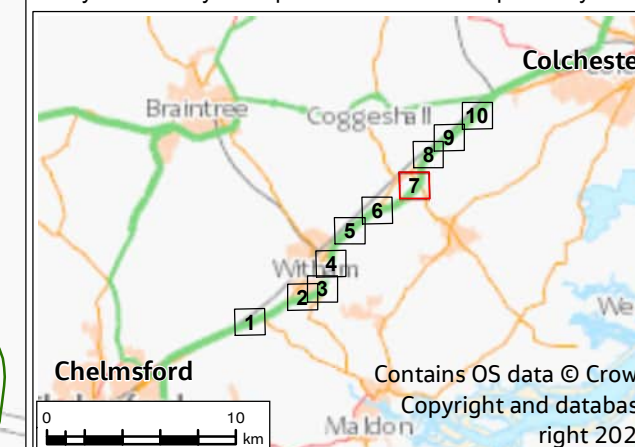 Colcheste
Braintree
Coggeshall
10
9
8
7
6
5
4
Witham
3
2
1
We
Chelmsford
Contains OS data © Crow
Copyright and databas
right 202
Maldon
0 10
km